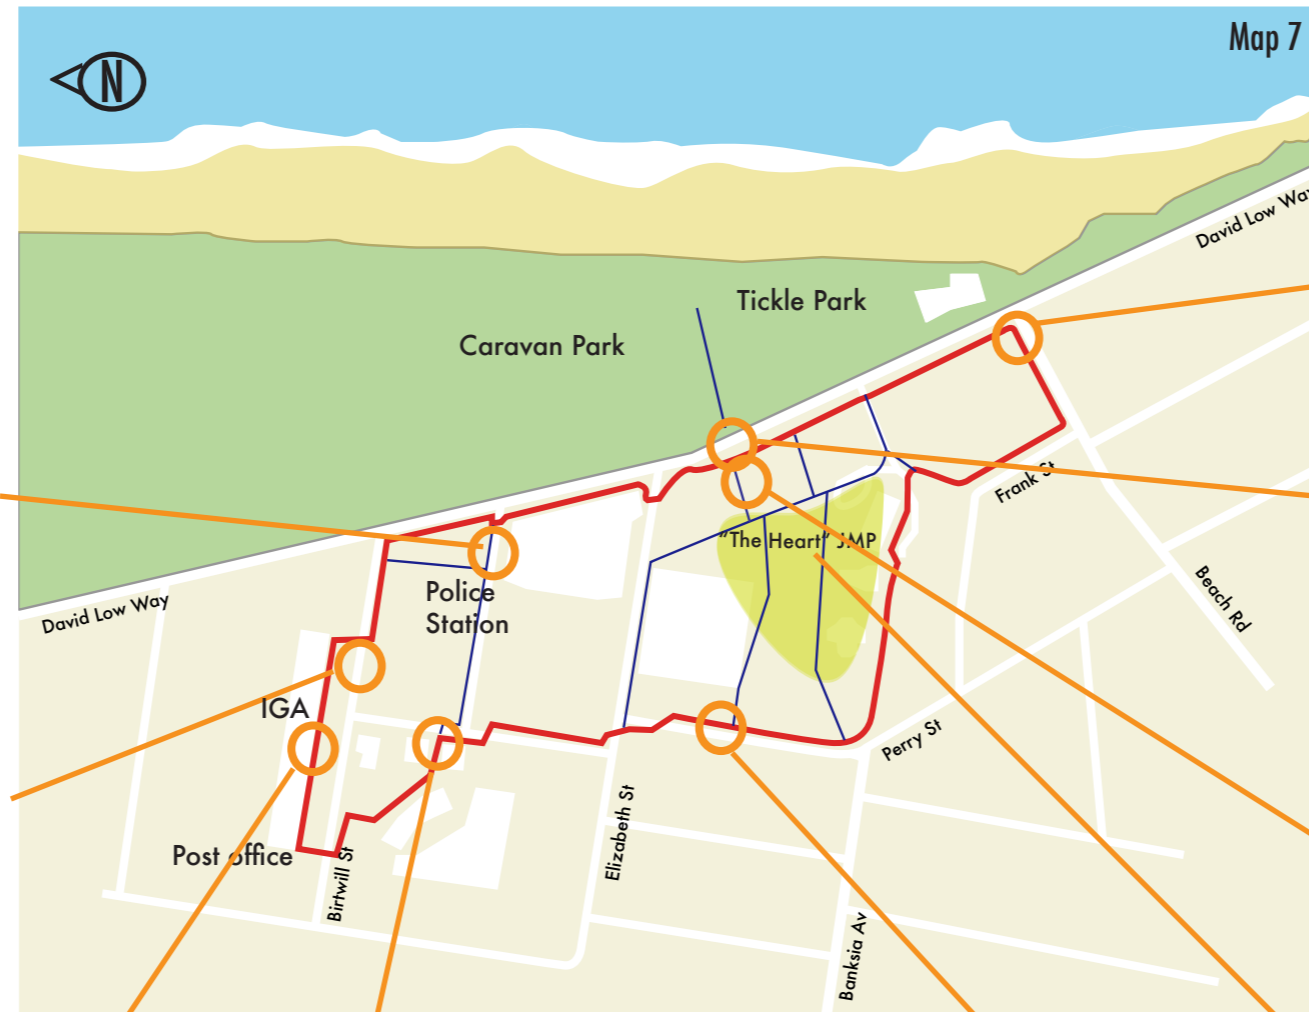 Map 7
N
David Low Way
Tickle Park
Caravan Park
Frank St
"The Heart" JMP
Beach Rd
Police
Station
David Low Way
IGA
Perry St
Elizabeth St
Post office
Birtwill St
Banksia Av